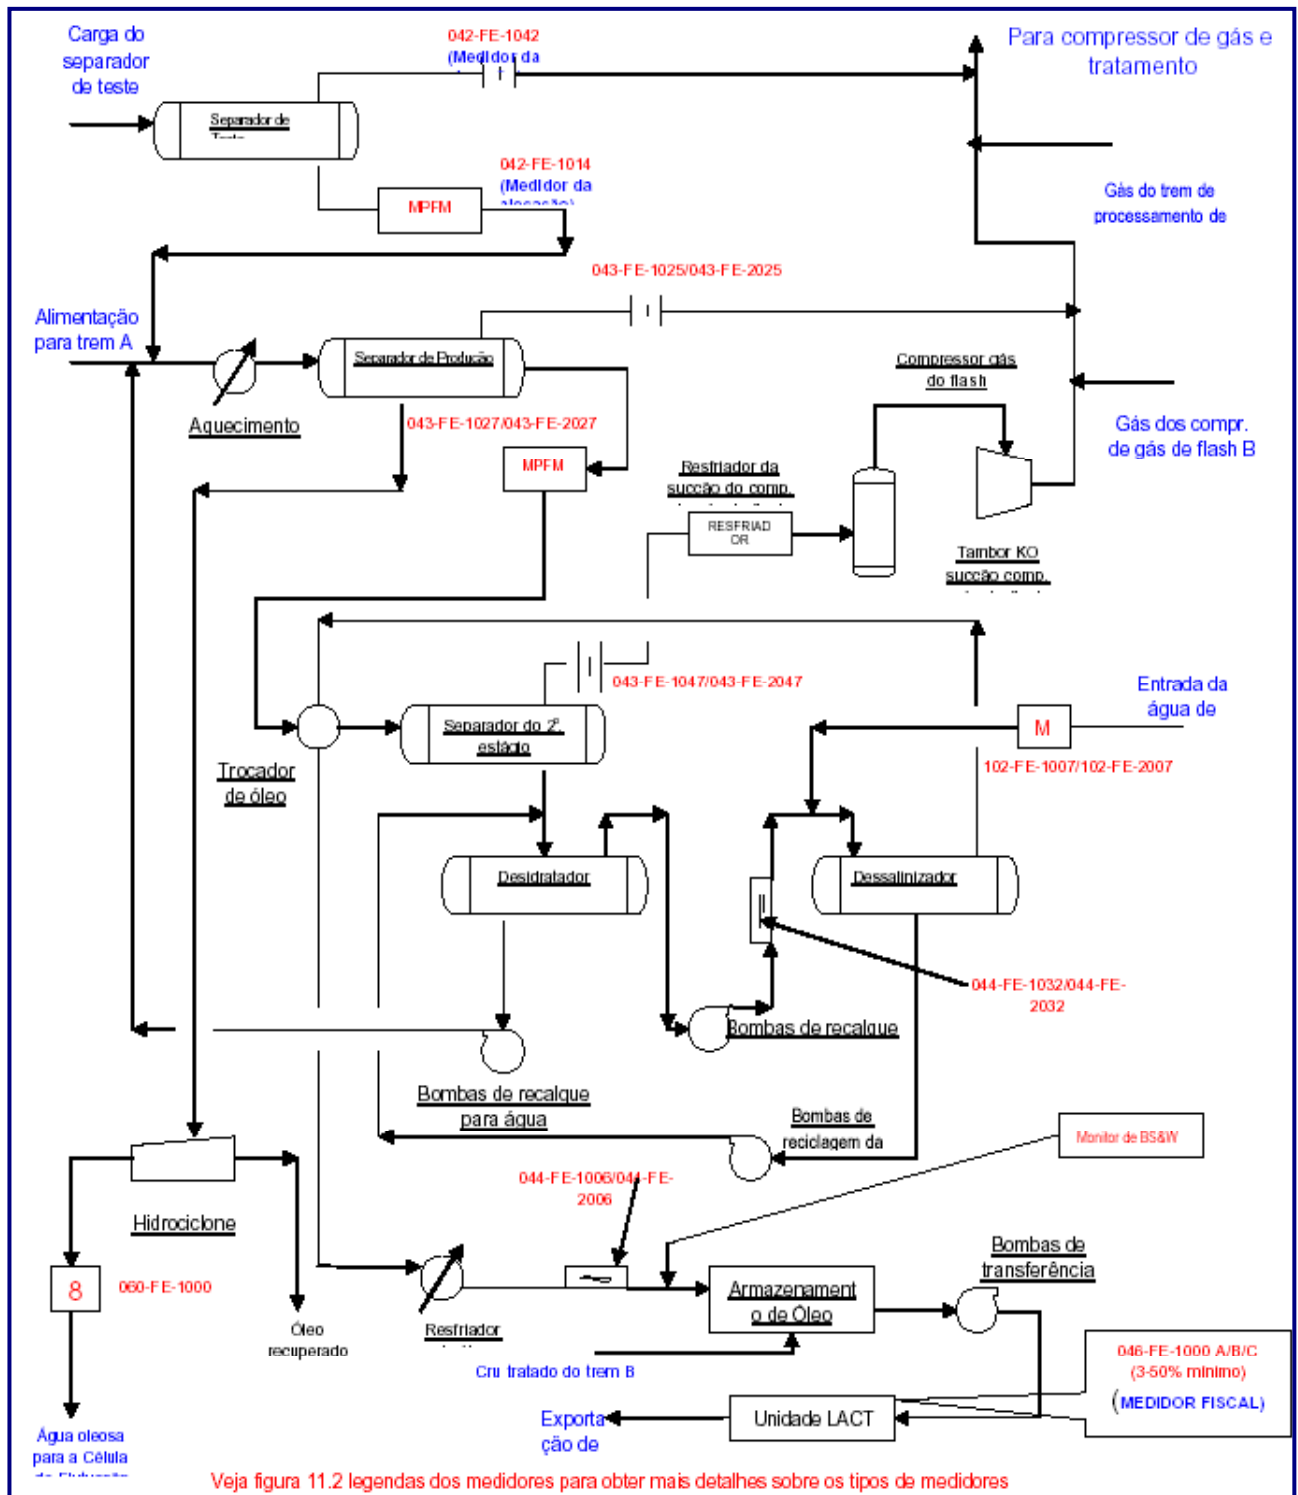 Carga do
separador
de teste
042-FE-1042
(Medidor da
Para compressor de gás e
tratamento
Separador de
042-FE-1014
(Medidor da
alocação)
MPFM
Gás do trem de
processamento de
043-FE-1025/043-FE-2025
Alimentação
para trem A
Separador de Produção
Compressor gás
do flash
Aquecimento
043-FE-1027/043-FE-2027
Gás dos compr.
de gás de flash B
MPFM
Resfriador da
sucção do comp.
RESFRIAD
OR
Tambor KO
sucção comp.
043-FE-1047/043-FE-2047
Entrada da
água de
Separador do 2º.
estágio
M
102-FE-1007/102-FE-2007
Trocador
de óleo
Desidratador
Dessalinizador
044-FE-1032/044-FE-
2032
Bombas de recalque
Bombas de recalque
para água
Bombas de
reciclagem da
Monitor de BS&W
044-FE-1006/044-FE-
2006
Hidrociclone
Bombas de
transferência
8
060-FE-1000
Armazenament
o de Óleo
Óleo
recuperado
Resfriador
Cru tratado do trem B
046-FE-1000 A/B/C
(3-50% mínimo)
(MEDIDOR FISCAL)
Exporta
ção de
Unidade LACT
Água oleosa
para a Célula
Veja figura 11.2 legendas dos medidores para obter mais detalhes sobre os tipos de medidores